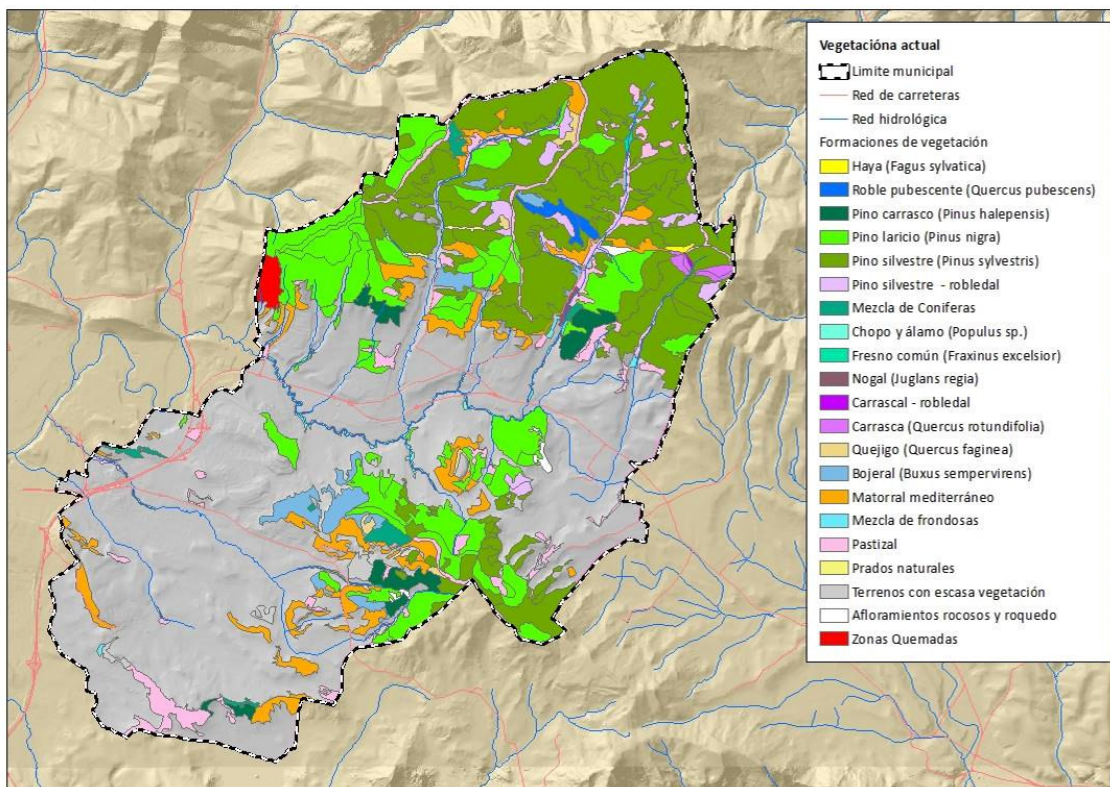 Vegetacióna actual
Limite municipal
Red de carreteras
Red hidrológica
Formaciones de vegetación
Haya (Fagus sylvatica)
Roble pubescente (Quercus pubescens)
Pino carrasco (Pinus halepensis)
Pino laricio (Pinus nigra)
Pino silvestre (Pinus sylvestris)
Pino silvestre - robledal
Mezcla de Coniferas
Chopo y álamo (Populus sp.)
Fresno común (Fraxinus excelsior)
Nogal (Juglans regia)
Carrascal - robledal
Carrasca (Quercus rotundifolia)
Quejigo (Quercus faginea)
Bojeral (Buxus sempervirens)
Matorral mediterráneo
Mezcla de frondosas
Pastizal
Prados naturales
Terrenos con escasa vegetación
Afloramientos rocosos y roquedo
Zonas Quemadas